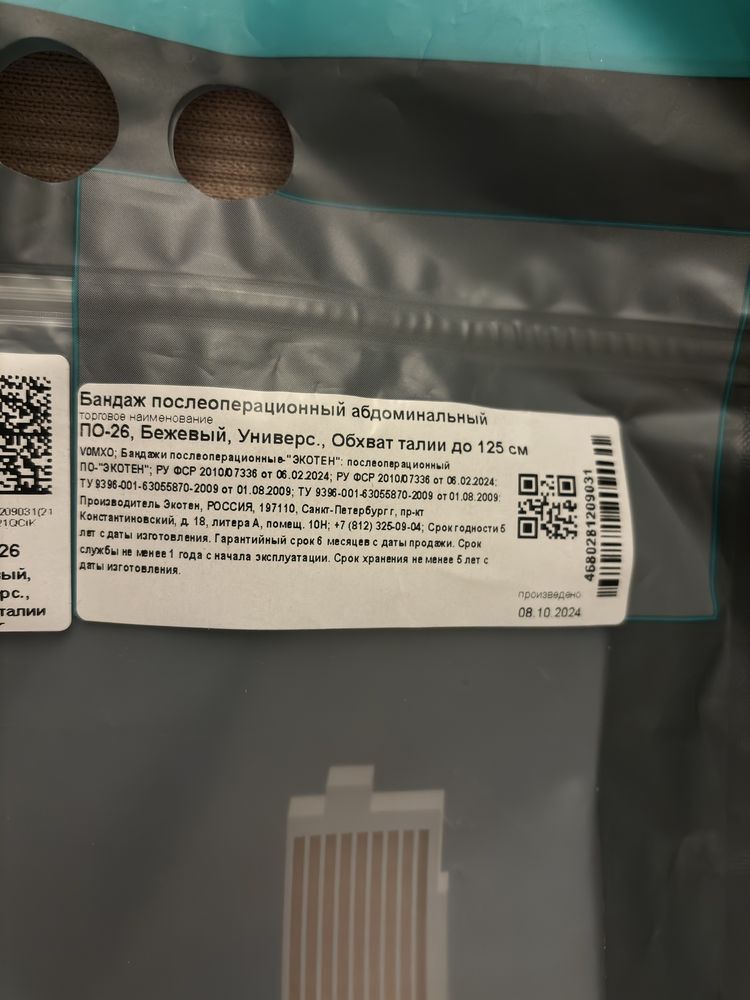 Бандаж послеоперационный абдоминальный
торговое наименование
ПО-26, Бежевый, Универс., Обхват талии до 125 см
V0MXO; Бандажи послеоперационные-"ЭКОТЕН": послеоперационный
ПО-"ЭКОТЕН"; РУ ФСР 2010/07336 от 06.02.2024; РУ ФСР 2010/07336 от 06.02.2024;
ТУ 9396-001-63055870-2009 от 01.08.2009; ТУ 9396-001-63055870-2009 от 01.08.2009;
Производитель Экотен, РОССИЯ, 197110, Санкт-Петербург г, пр-кт
Константиновский, д. 18, литера А, помещ. 10Н; +7 (812) 325-09-04; Срок годности 5
лет с даты изготовления. Гарантийный срок 6 месяцев с даты продажи. Срок
службы не менее 1 года с начала эксплуатации. Срок хранения не менее 5 лет с
даты изготовления.
произведено
08.10.2024
4680281209031
209031(21
26
ый,
рс.,
талии